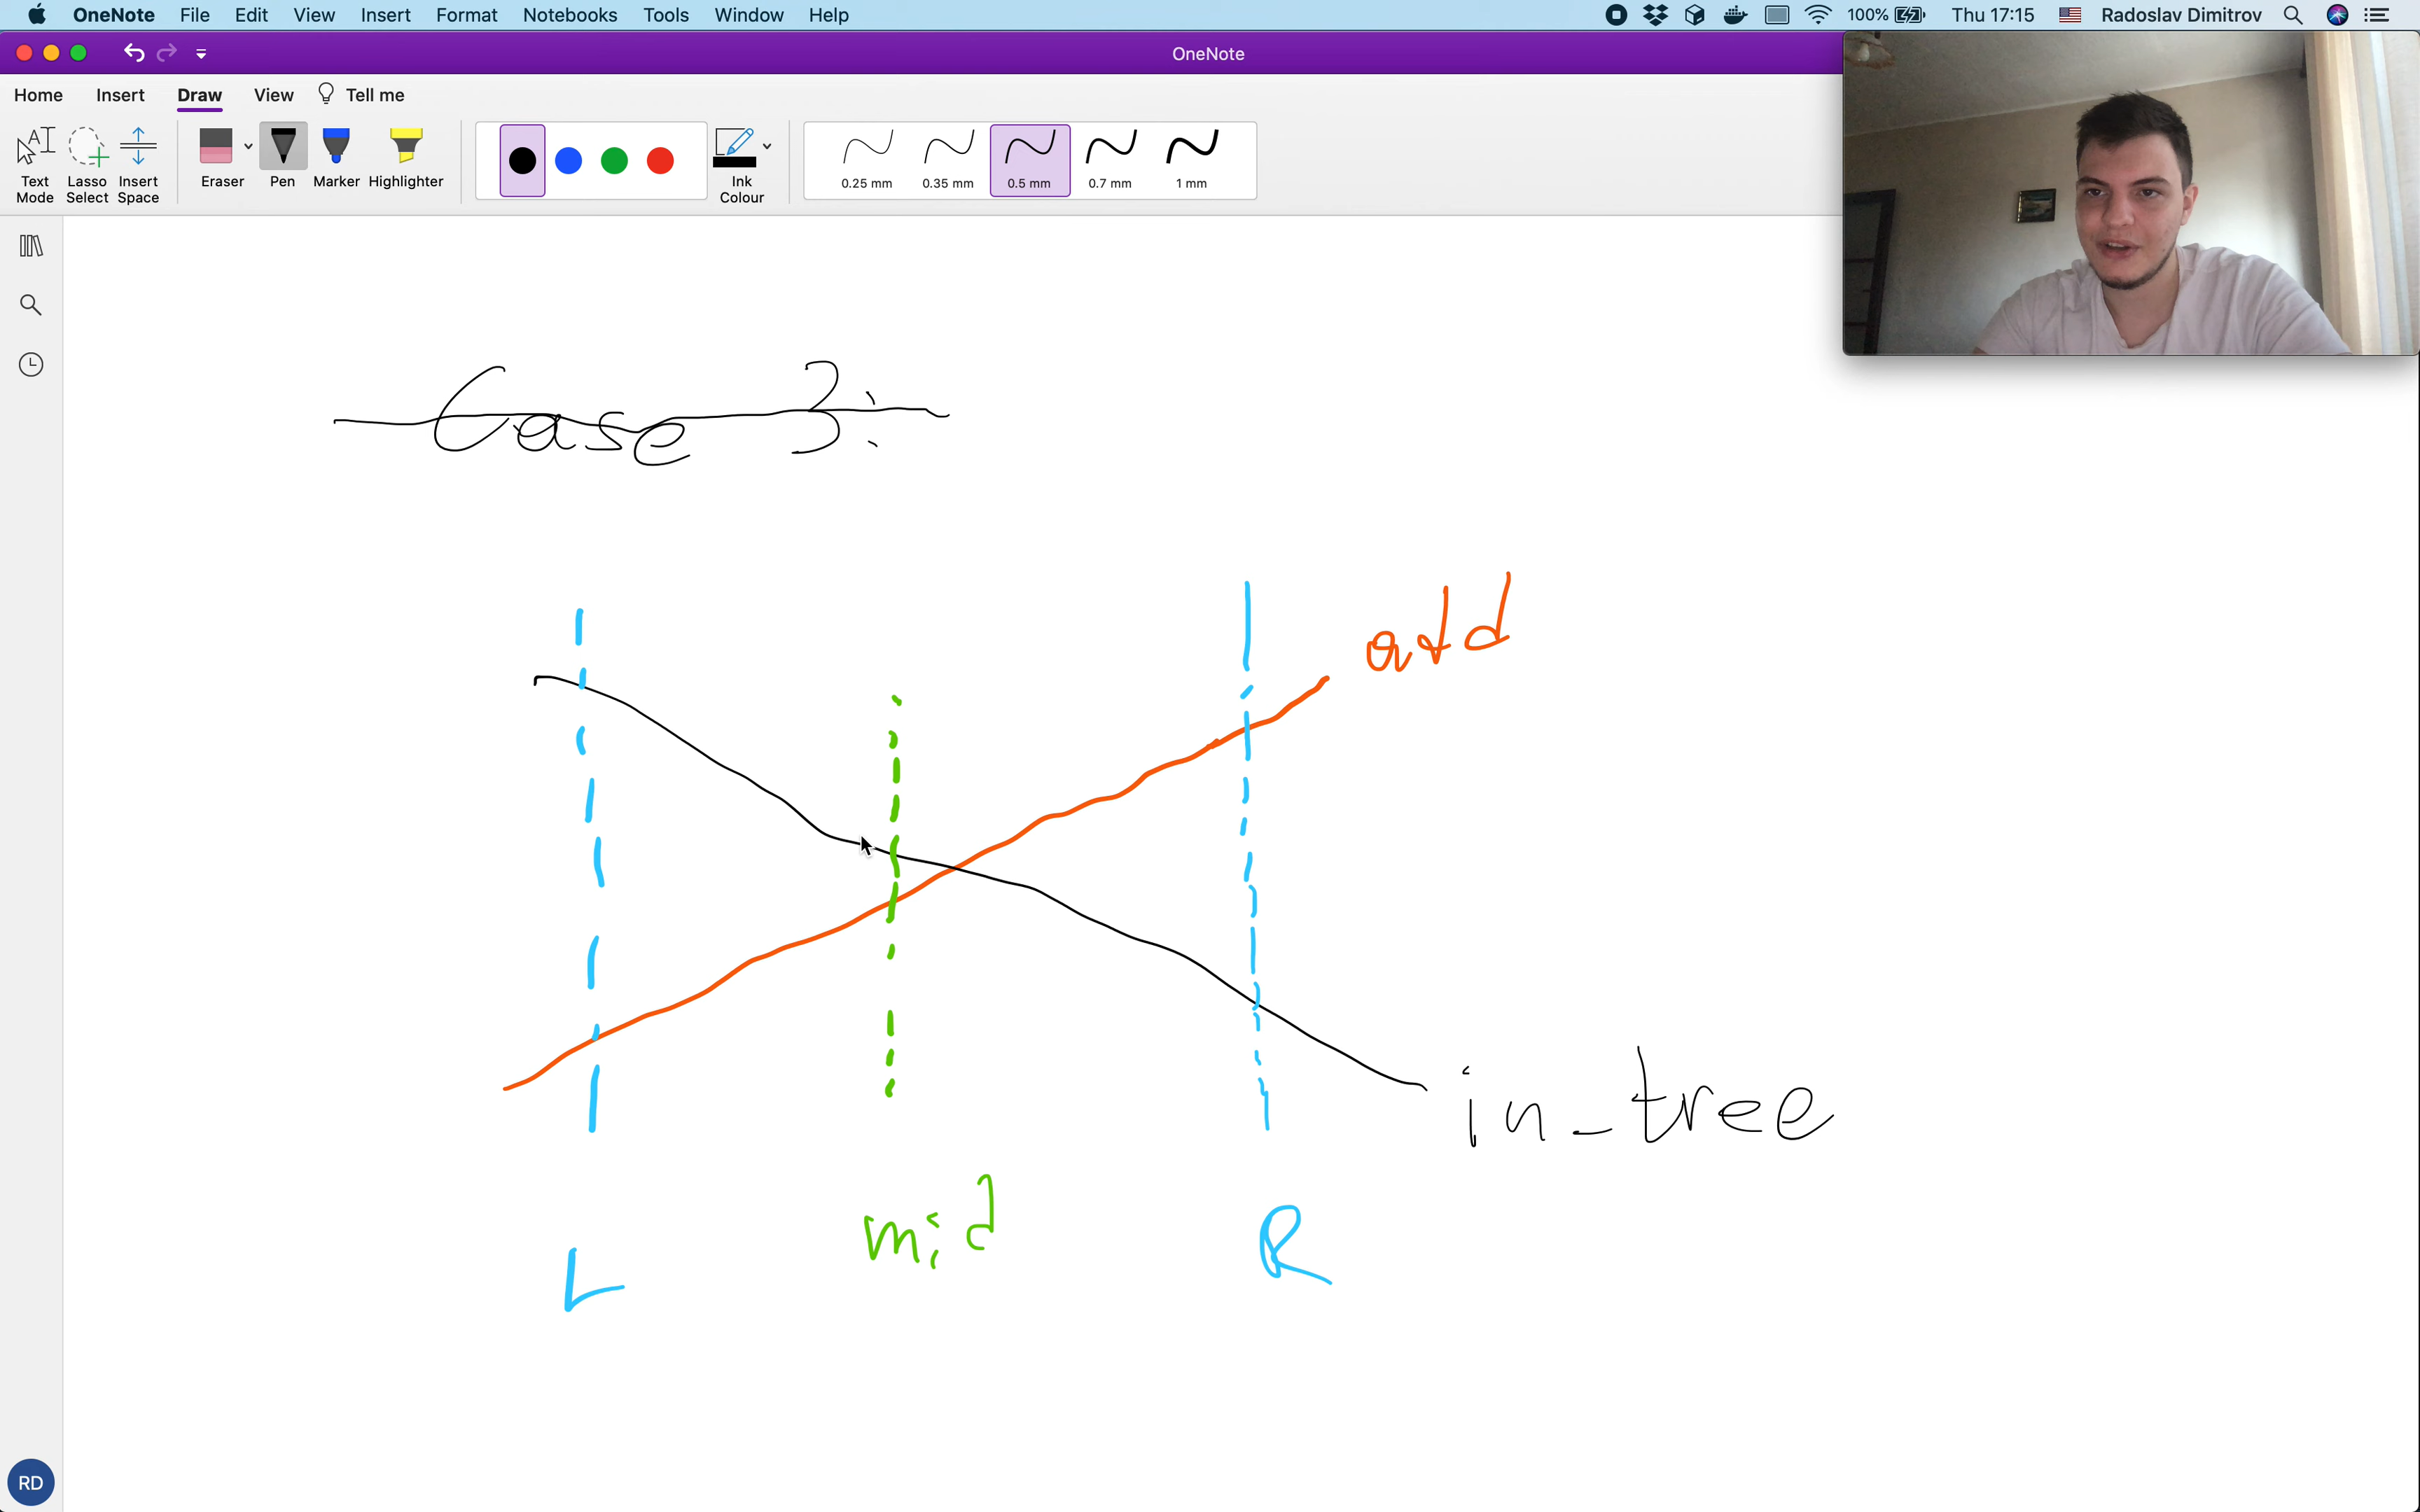 OneNote File Edit View Insert Format Notebooks Tools Window Help 100% Thu 17:15 Radoslav Dimitrov
OneNote
Home Insert Draw View Tell me
Text Mode Lasso Select Insert Space Eraser Pen Marker Highlighter Ink Colour 0.25 mm 0.35 mm 0.5 mm 0.7 mm 1 mm
Case 3:
add
in_tree
mid
L
R
RD